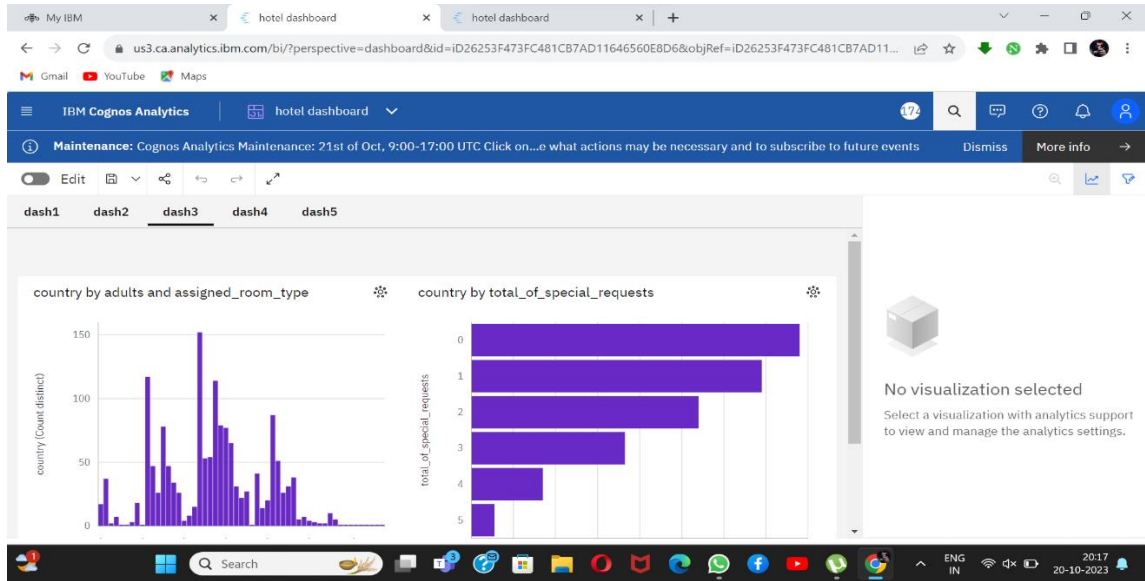 My IBM
hotel dashboard
hotel dashboard
us3.ca.analytics.ibm.com/bi/?perspective=dashboard&id=iD26253F473FC481CB7AD11646560E8D6&objRef=iD26253F473FC481CB7AD11...
Gmail YouTube Maps
IBM Cognos Analytics hotel dashboard 174
Maintenance: Cognos Analytics Maintenance: 21st of Oct, 9:00-17:00 UTC Click on...e what actions may be necessary and to subscribe to future events Dismiss More info
Edit
dash1 dash2 dash3 dash4 dash5
country by adults and assigned_room_type
150
100
50
0
country (Count distinct)
country by total_of_special_requests
0
1
2
3
4
5
total_of_special_requests
No visualization selected
Select a visualization with analytics support
to view and manage the analytics settings.
1
Search
ENG
IN
20:17
20-10-2023